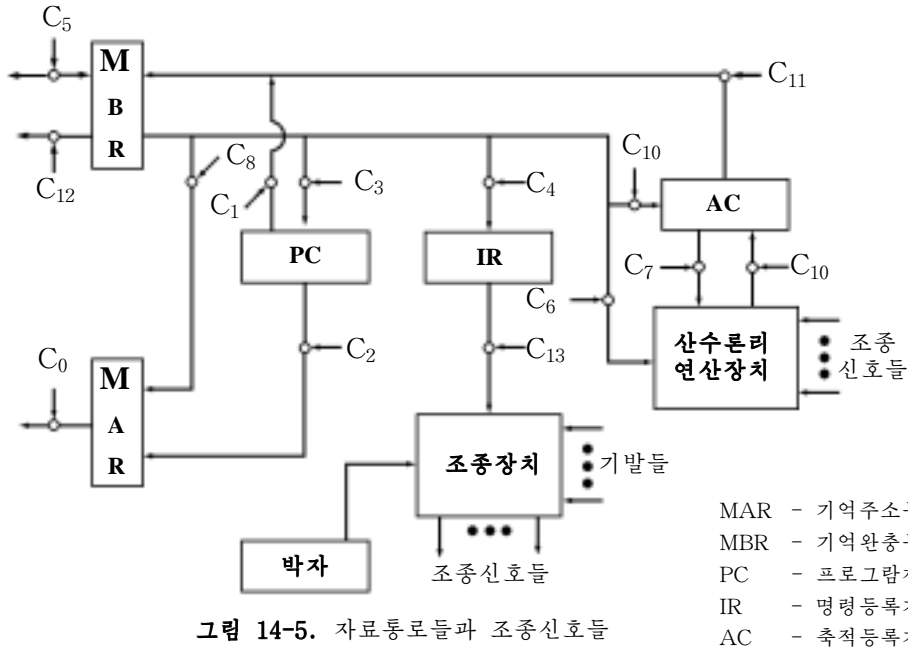 C5
M
B
R
C11
C12
C8
C1
C3
C4
C10
AC
PC
IR
C7
C10
C6
산수론리
연산장치
조종
신호들
C0
M
A
R
C2
C13
조종장치
기발들
박자
조종신호들
MAR - 기억주소
MBR - 기억완충
PC - 프로그람
IR - 명령등록
AC - 축적등록
그림 14-5. 자료통로들과 조종신호들